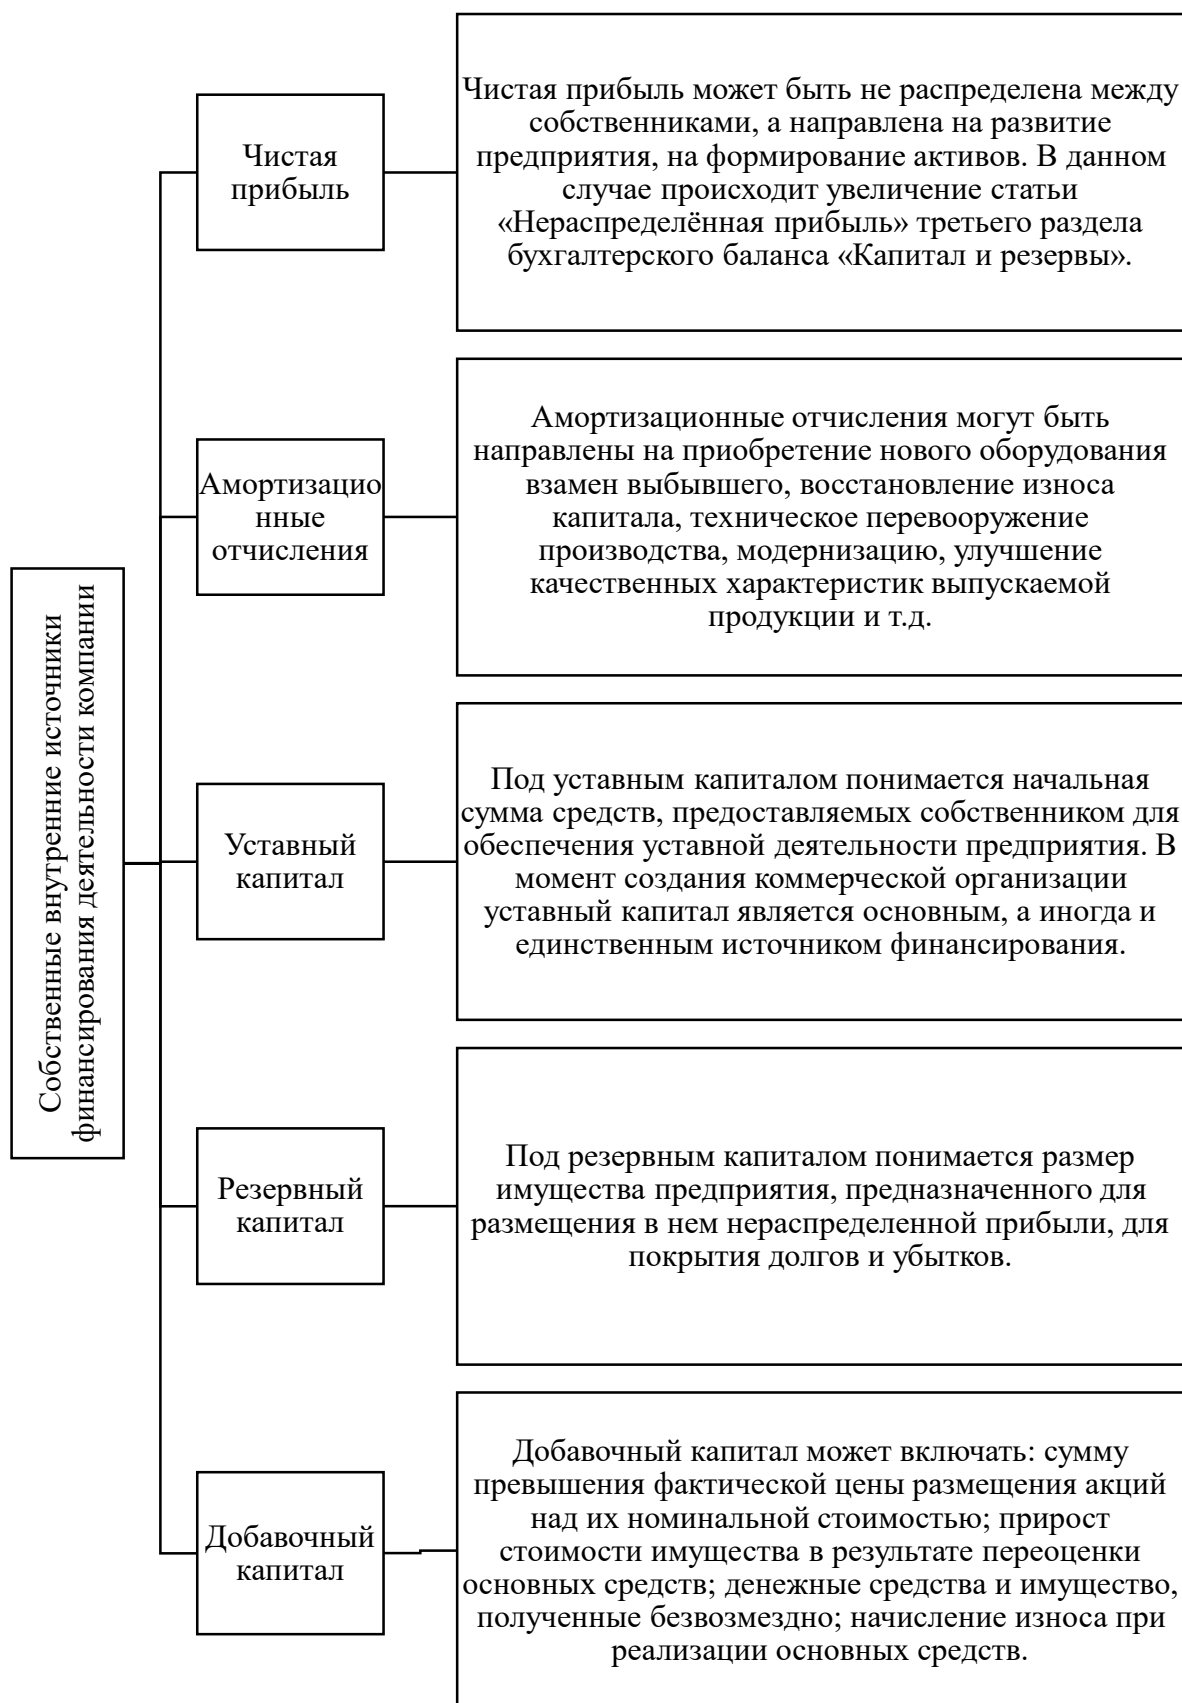 Собственные внутренние источники
финансирования деятельности компании
Чистая
прибыль
Чистая прибыль может быть не распределена между
собственниками, а направлена на развитие
предприятия, на формирование активов. В данном
случае происходит увеличение статьи
«Нераспределённая прибыль» третьего раздела
бухгалтерского баланса «Капитал и резервы».
Амортизацио
нные
отчисления
Амортизационные отчисления могут быть
направлены на приобретение нового оборудования
взамен выбывшего, восстановление износа
капитала, техническое перевооружение
производства, модернизацию, улучшение
качественных характеристик выпускаемой
продукции и т.д.
Уставный
капитал
Под уставным капиталом понимается начальная
сумма средств, предоставляемых собственником для
обеспечения уставной деятельности предприятия. В
момент создания коммерческой организации
уставный капитал является основным, а иногда и
единственным источником финансирования.
Резервный
капитал
Под резервным капиталом понимается размер
имущества предприятия, предназначенного для
размещения в нем нераспределенной прибыли, для
покрытия долгов и убытков.
Добавочный
капитал
Добавочный капитал может включать: сумму
превышения фактической цены размещения акций
над их номинальной стоимостью; прирост
стоимости имущества в результате переоценки
основных средств; денежные средства и имущество,
полученные безвозмездно; начисление износа при
реализации основных средств.